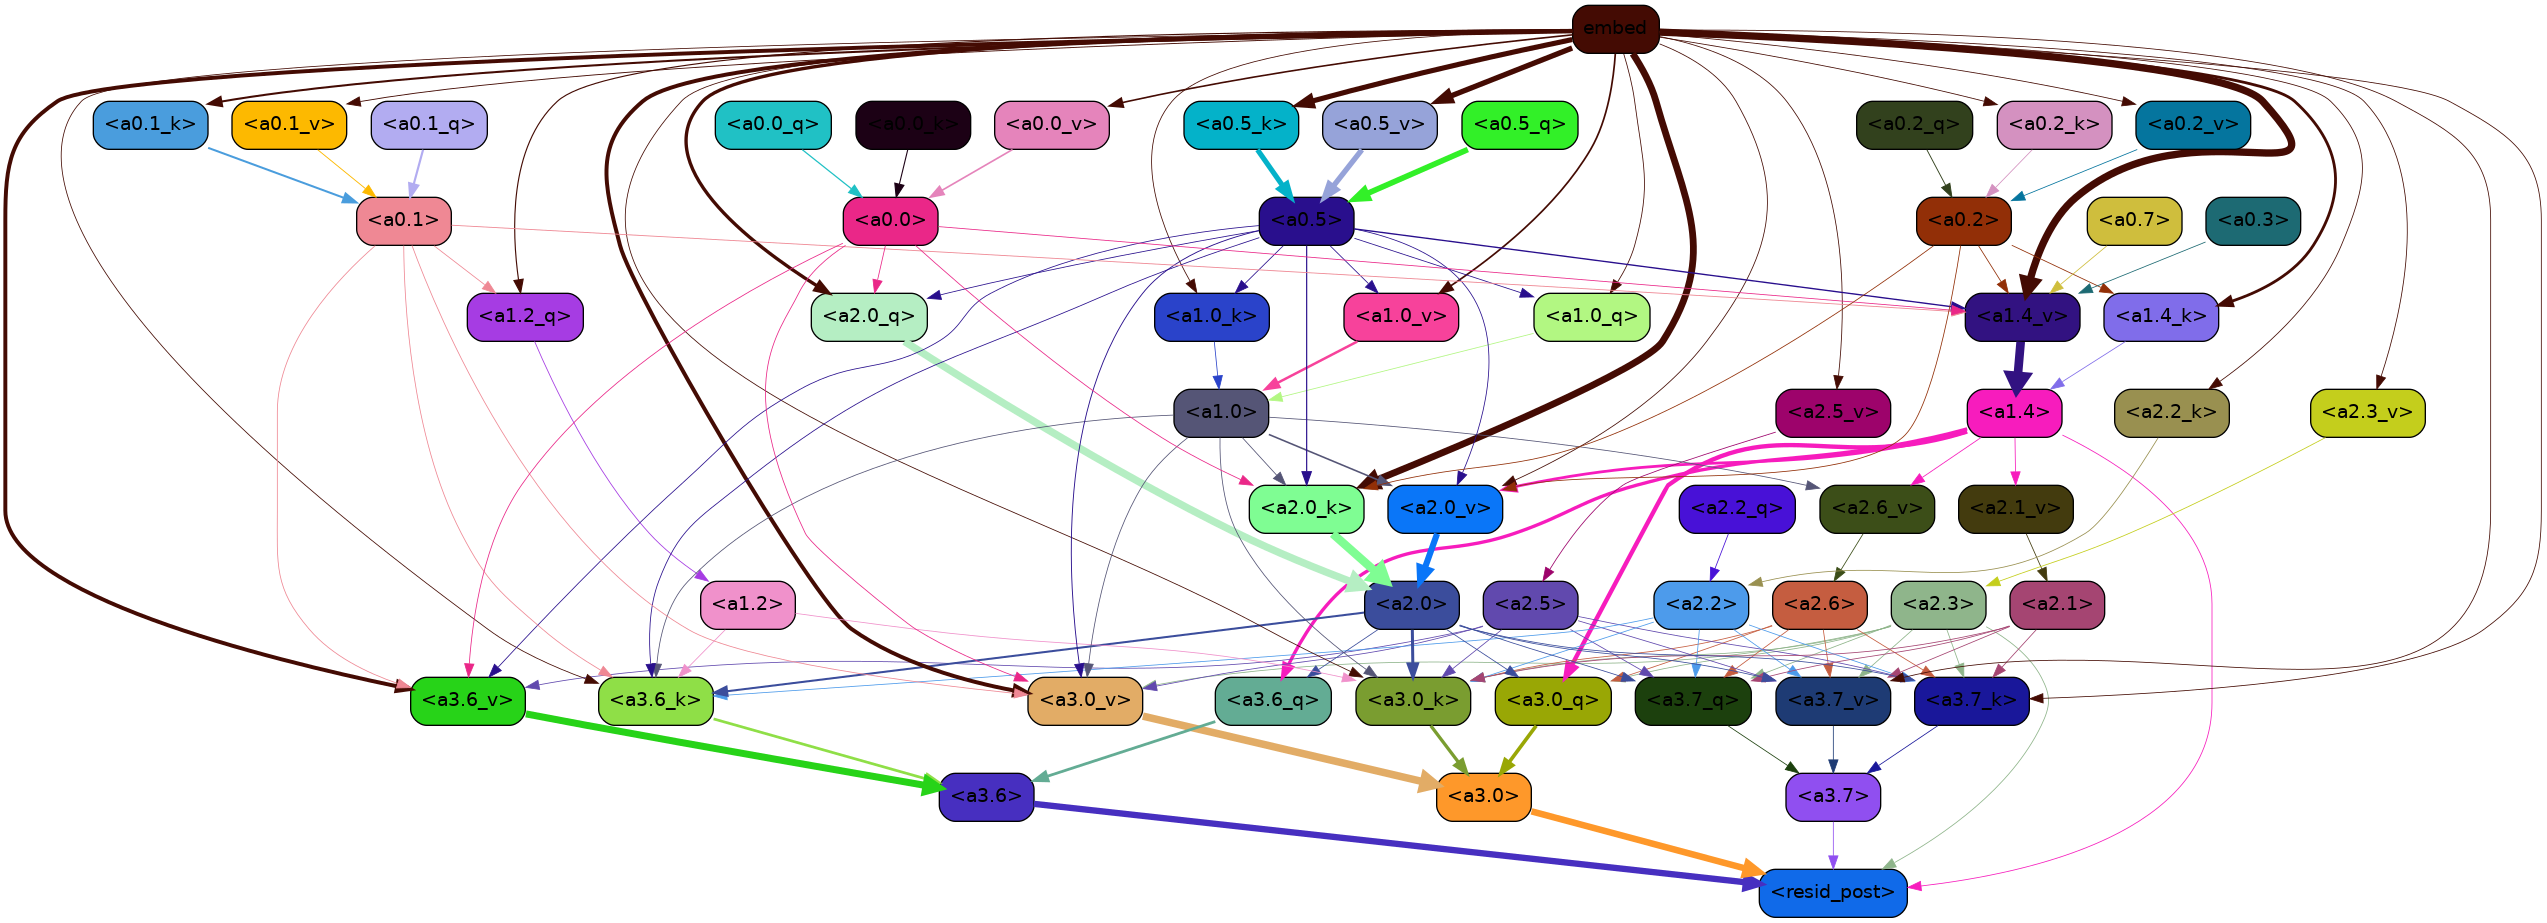 embed
<a0.1_k> <a0.1_v> <a0.1_q> <a0.0_q> <a0.0_k> <a0.0_v> <a0.5_k> <a0.5_v> <a0.5_q> <a0.2_q> <a0.2_k> <a0.2_v>
<a0.1> <a0.0> <a0.5> <a0.2> <a0.7> <a0.3>
<a1.2_q> <a2.0_q> <a1.0_k> <a1.0_v> <a1.0_q> <a1.4_v> <a1.4_k>
<a1.0> <a2.5_v> <a1.4> <a2.2_k> <a2.3_v>
<a2.0_k> <a2.0_v> <a2.2_q> <a2.6_v> <a2.1_v>
<a1.2> <a2.0> <a2.5> <a2.2> <a2.6> <a2.3> <a2.1>
<a3.6_v> <a3.6_k> <a3.0_v> <a3.6_q> <a3.0_k> <a3.0_q> <a3.7_q> <a3.7_v> <a3.7_k>
<a3.6> <a3.0> <a3.7>
<resid_post>